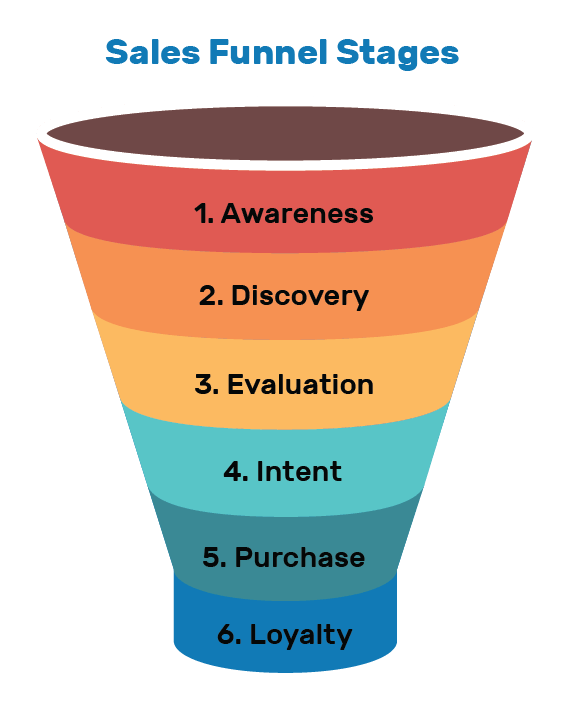 Sales Funnel Stages
1. Awareness
2. Discovery
3. Evaluation
4. Intent
5. Purchase
6. Loyalty